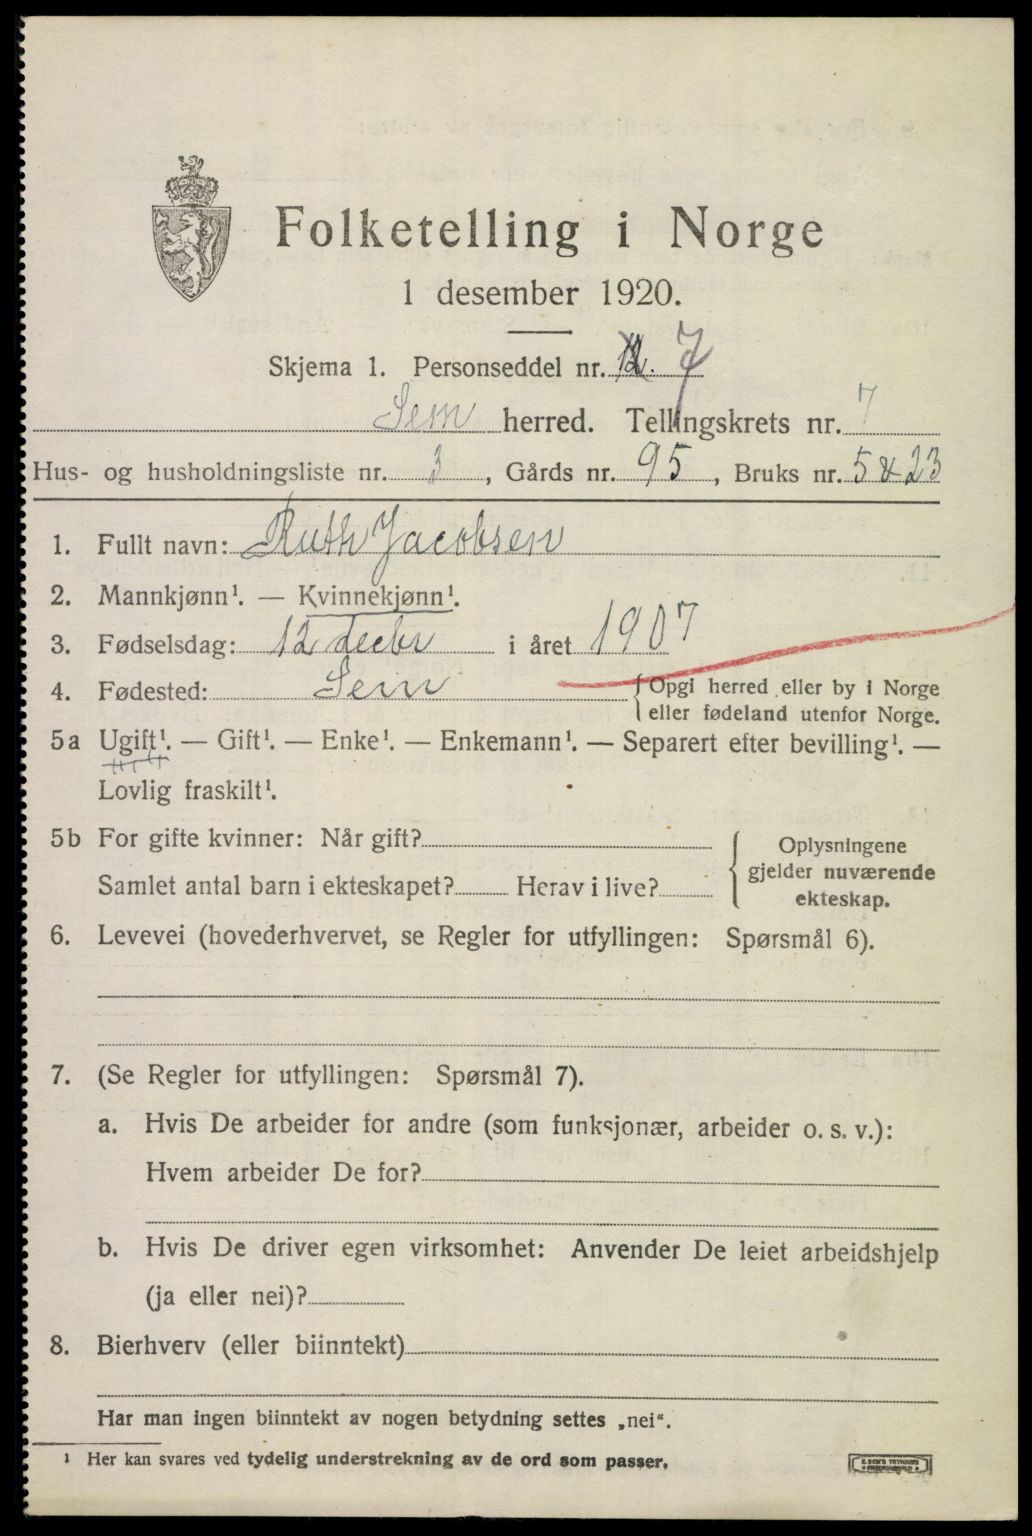 Folketelling i Norge
1 desember 1920.
Skjema 1. Personseddel nr. 12. 7
Sem herred. Tellingskrets nr. 7
Hus- og husholdningsliste nr. 3, Gårds nr. 95, Bruks nr. 5 & 23
1. Fullt navn: Ruth Jacobsen
2. Mannkjønn¹. — Kvinnekjønn¹.
3. Fødselsdag: 12 decbr i året 1907
4. Fødested: Sem { Opgi herred eller by i Norge
eller fødeland utenfor Norge.
5a Ugift¹. — Gift¹. — Enke¹. — Enkemann¹. — Separert efter bevilling¹. —
Lovlig fraskilt¹.
5b For gifte kvinner: Når gift?
Samlet antal barn i ekteskapet? Herav i live?
Oplysningene
gjelder nuværende
ekteskap.
6. Levevei (hovederhvervet, se Regler for utfyllingen: Spørsmål 6).
7. (Se Regler for utfyllingen: Spørsmål 7).
a. Hvis De arbeider for andre (som funksjonær, arbeider o. s. v.):
Hvem arbeider De for?
b. Hvis De driver egen virksomhet: Anvender De leiet arbeidshjelp
(ja eller nei)?
8. Bierhverv (eller biinntekt)
Har man ingen biinntekt av nogen betydning settes „nei“.
¹ Her kan svares ved tydelig understrekning av de ord som passer.